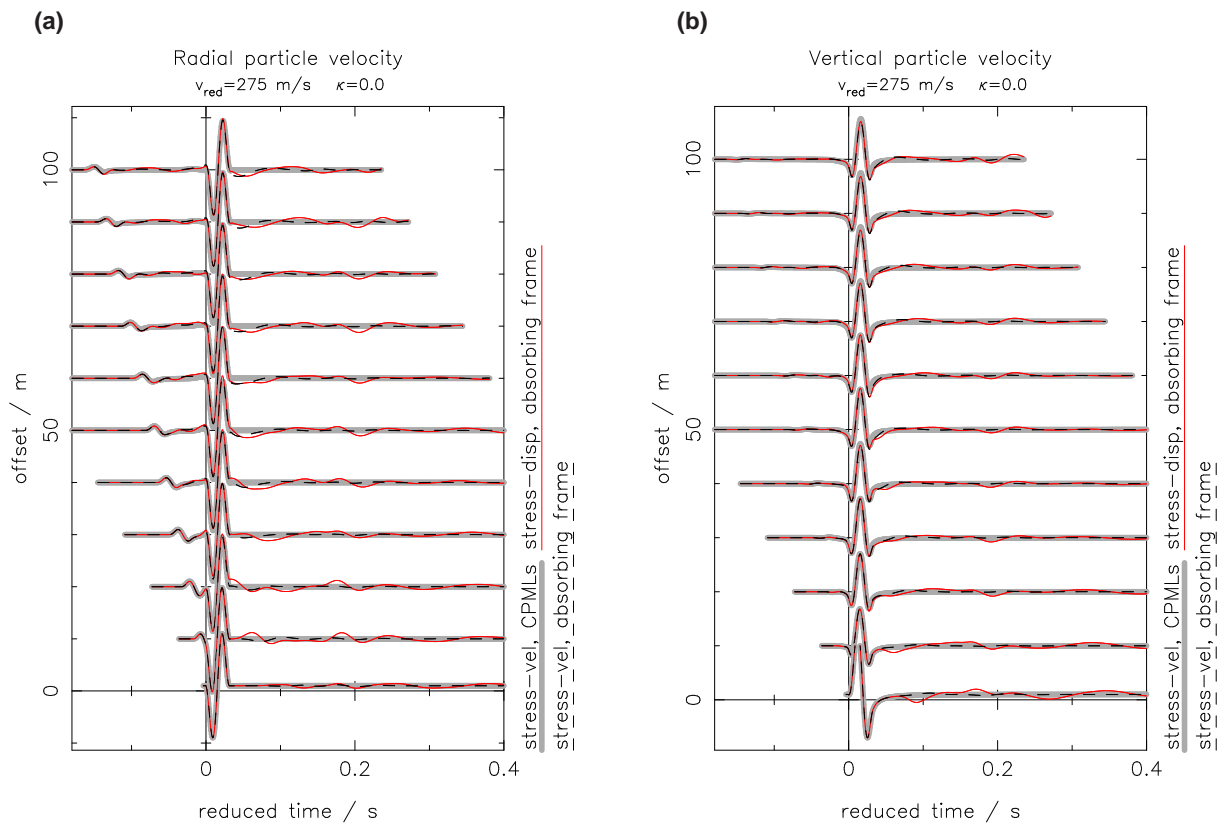 (a)
Radial particle velocity
v_red=275 m/s κ=0.0
100
50
0
offset / m
0
0.2
0.4
reduced time / s
stress-vel, CPMLs stress-disp, absorbing frame
stress-vel, absorbing frame
(b)
Vertical particle velocity
v_red=275 m/s κ=0.0
100
50
0
offset / m
0
0.2
0.4
reduced time / s
stress-vel, CPMLs stress-disp, absorbing frame
stress-vel, absorbing frame